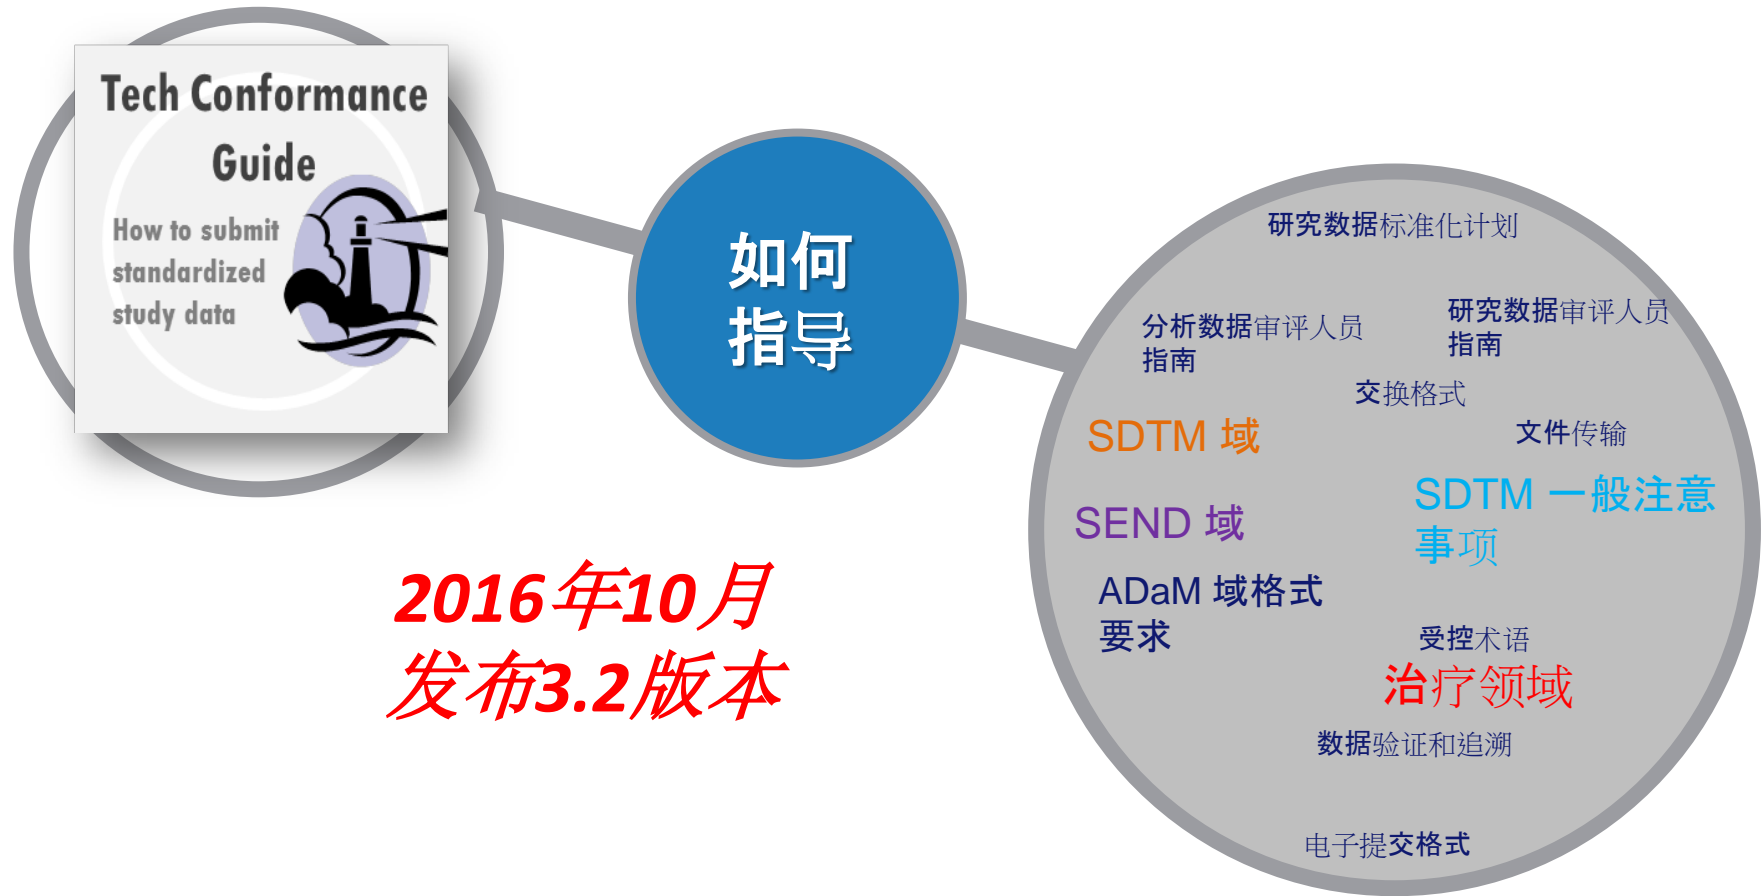 Tech Conformance
Guide
How to submit
standardized
study data
如何
指导
研究数据标准化计划
分析数据审评人员
指南
研究数据审评人员
指南
交换格式
SDTM 域
文件传输
SDTM 一般注意
事项
SEND 域
ADaM 域格式
要求
受控术语
治疗领域
数据验证和追溯
电子提交格式
2016年10月
发布3.2版本